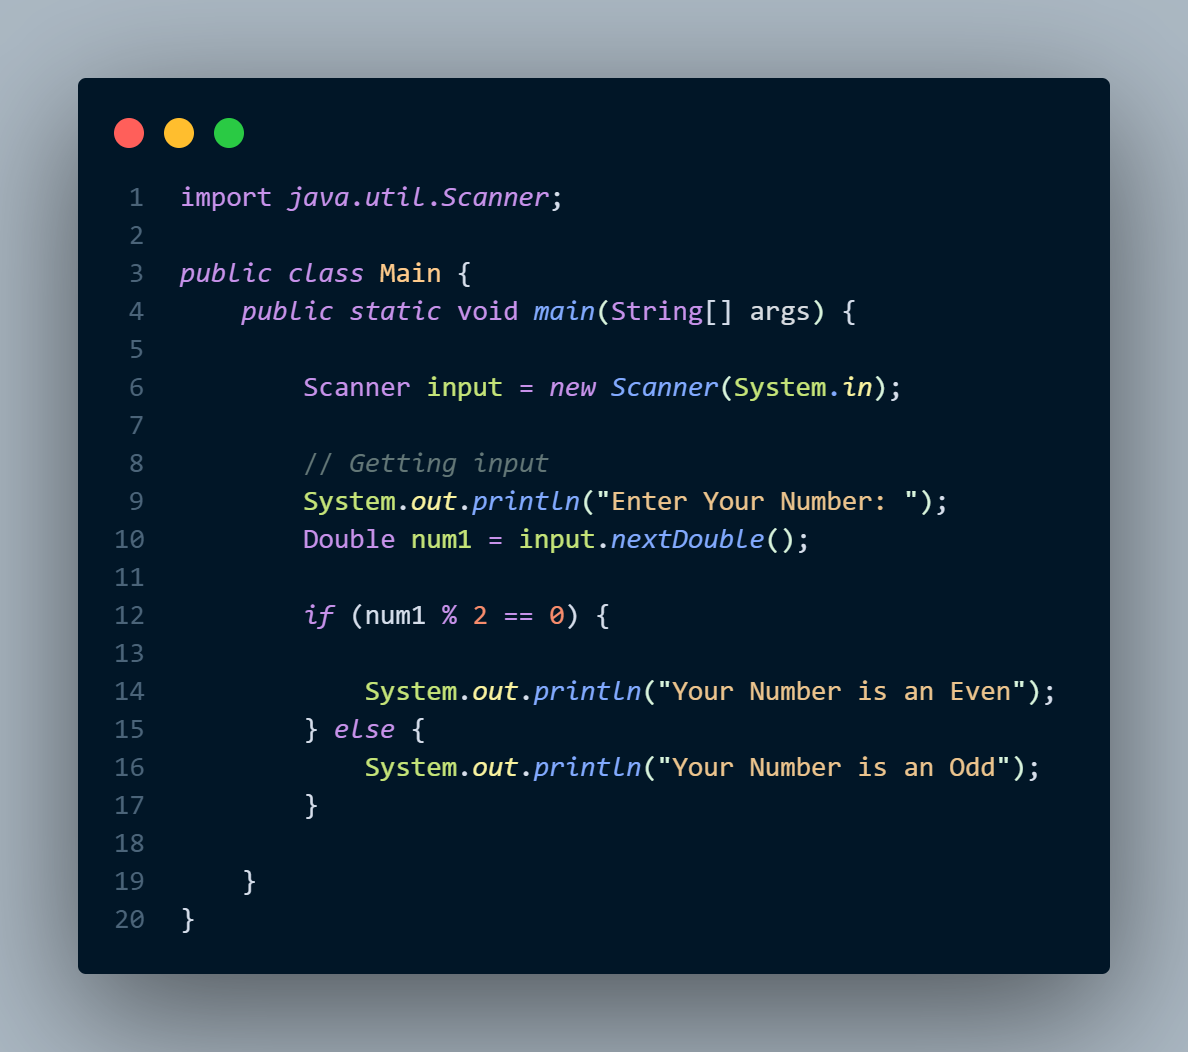 1 import java.util.Scanner;
2
3 public class Main {
4     public static void main(String[] args) {
5
6         Scanner input = new Scanner(System.in);
7
8         // Getting input
9         System.out.println("Enter Your Number: ");
10         Double num1 = input.nextDouble();
11
12         if (num1 % 2 == 0) {
13
14             System.out.println("Your Number is an Even");
15         } else {
16             System.out.println("Your Number is an Odd");
17         }
18
19     }
20 }